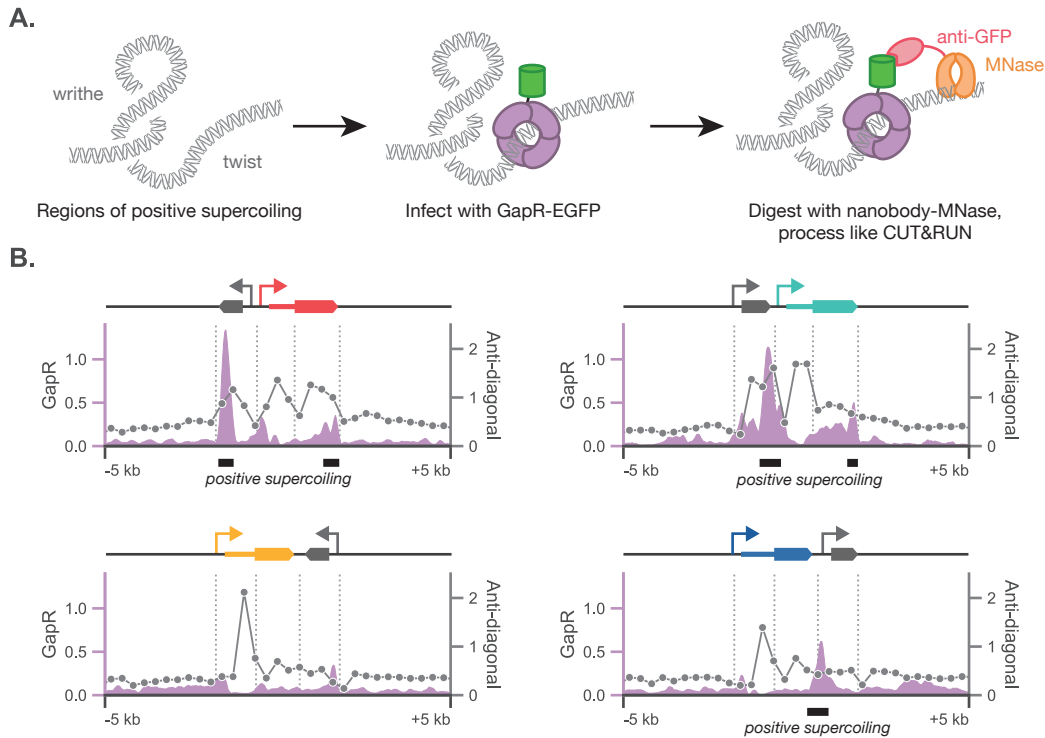 A.
writhe
twist
anti-GFP
MNase
Regions of positive supercoiling
Infect with GapR-EGFP
Digest with nanobody-MNase,
process like CUT&RUN
B.
GapR
1.0
0.5
0.0
Anti-diagonal
2
1
0
-5 kb
+5 kb
positive supercoiling
GapR
1.0
0.5
0.0
Anti-diagonal
2
1
0
-5 kb
+5 kb
positive supercoiling
GapR
1.0
0.5
0.0
Anti-diagonal
2
1
0
-5 kb
+5 kb
GapR
1.0
0.5
0.0
Anti-diagonal
2
1
0
-5 kb
+5 kb
positive supercoiling